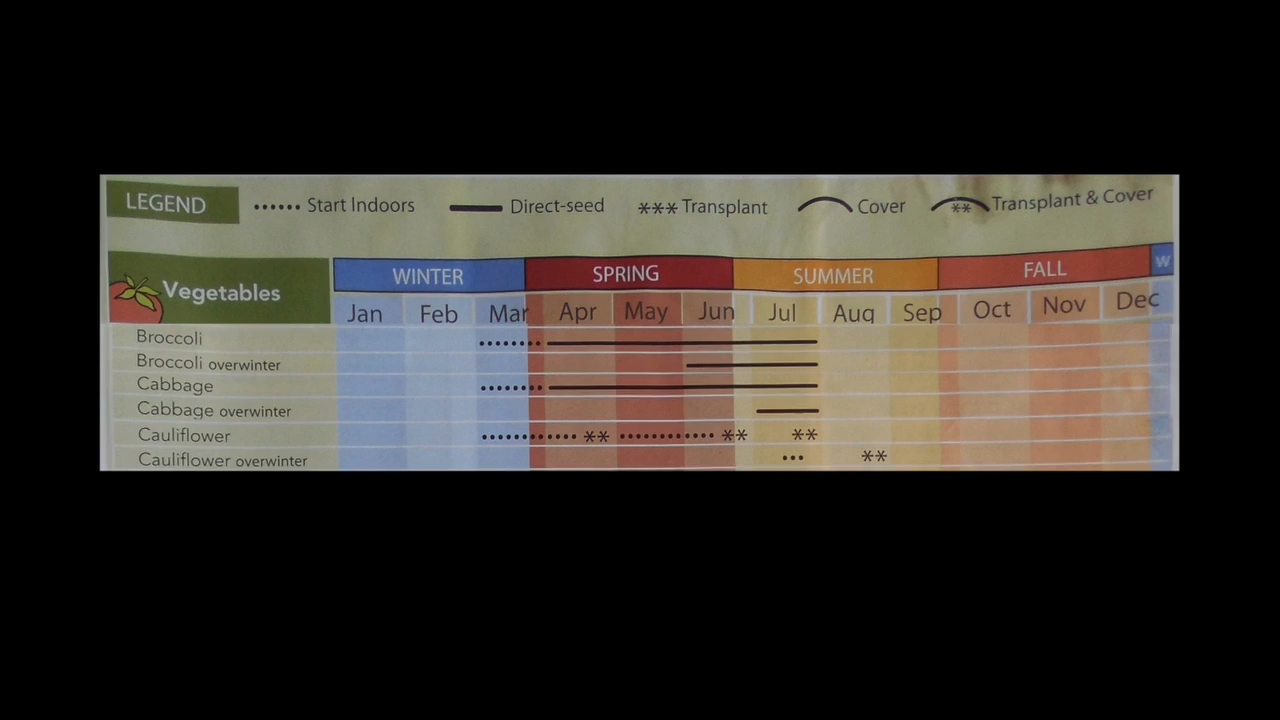 LEGEND ...... Start Indoors Direct-seed *** Transplant Cover ** Transplant & Cover
Vegetables WINTER SPRING SUMMER FALL W
Jan Feb Mar Apr May Jun Jul Aug Sep Oct Nov Dec
Broccoli
Broccoli overwinter
Cabbage
Cabbage overwinter
Cauliflower ** ** **
Cauliflower overwinter ... **